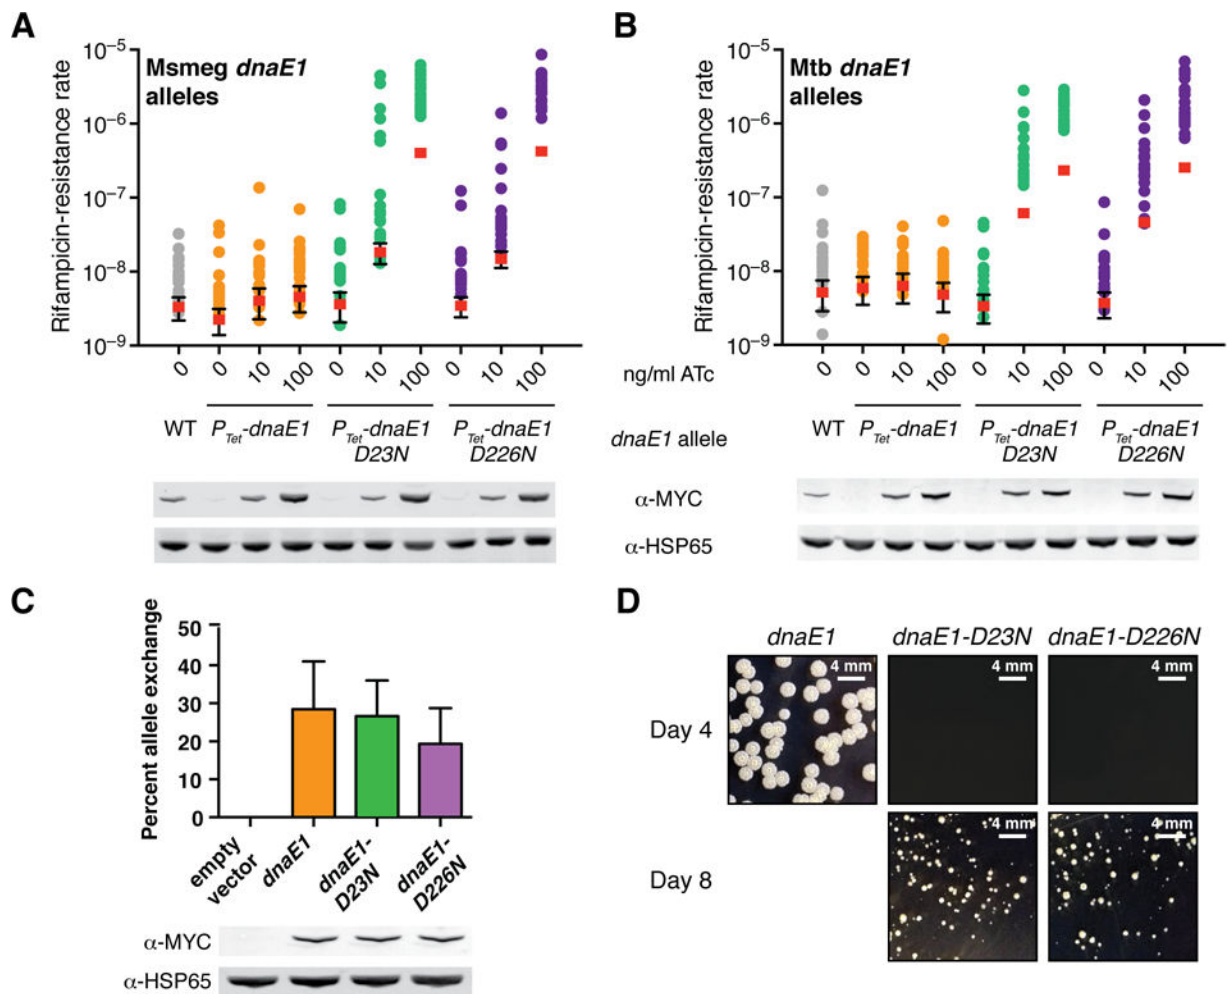 A
Msmeg dnaE1 alleles
Rifampicin-resistance rate
10⁻⁵
10⁻⁶
10⁻⁷
10⁻⁸
10⁻⁹
0 0 10 100 0 10 100 0 10 100
WT P_Tet-dnaE1 P_Tet-dnaE1 D23N P_Tet-dnaE1 D226N
B
Mtb dnaE1 alleles
Rifampicin-resistance rate
10⁻⁵
10⁻⁶
10⁻⁷
10⁻⁸
10⁻⁹
ng/ml ATc
0 0 10 100 0 10 100 0 10 100
dnaE1 allele
WT P_Tet-dnaE1 P_Tet-dnaE1 D23N P_Tet-dnaE1 D226N
α-MYC
α-HSP65
C
Percent allele exchange
50
40
30
20
10
0
empty vector
dnaE1
dnaE1-D23N
dnaE1-D226N
α-MYC
α-HSP65
D
dnaE1 dnaE1-D23N dnaE1-D226N
Day 4
4 mm 4 mm 4 mm
Day 8
4 mm 4 mm